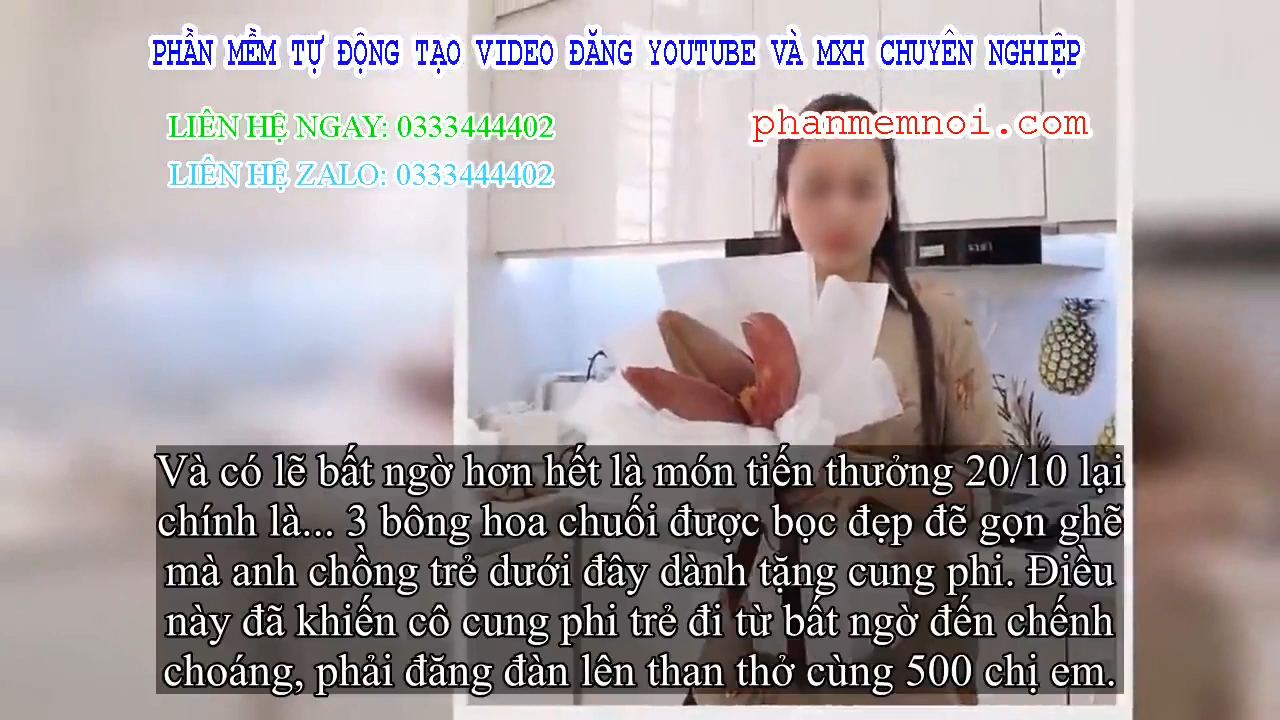 PHẦN MỀM TỰ ĐỘNG TẠO VIDEO ĐĂNG YOUTUBE VÀ MXH CHUYÊN NGHIỆP
LIÊN HỆ NGAY: 0333444402
phanmemnoi.com
LIÊN HỆ ZALO: 0333444402
Và có lẽ bất ngờ hơn hết là món tiến thưởng 20/10 lại
chính là... 3 bông hoa chuối được bọc đẹp đẽ gọn ghẽ
mà anh chồng trẻ dưới đây dành tặng cung phi. Điều
này đã khiến cô cung phi trẻ đi từ bất ngờ đến chếnh
choáng, phải đăng đàn lên than thở cùng 500 chị em.